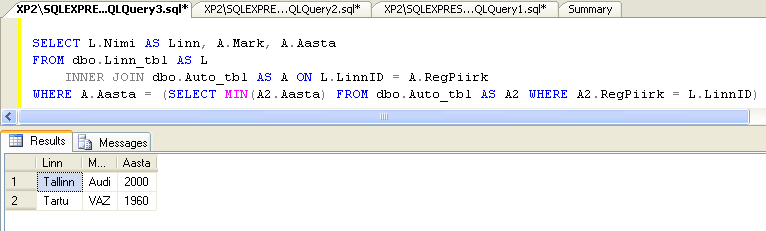 XP2\SQLEXPRE...QLQuery3.sql* XP2\SQLEXPRE...QLQuery2.sql* XP2\SQLEXPRES...QLQuery1.sql* Summary
SELECT L.Nimi AS Linn, A.Mark, A.Aasta
FROM dbo.Linn_tbl AS L
INNER JOIN dbo.Auto_tbl AS A ON L.LinnID = A.RegPiirk
WHERE A.Aasta = (SELECT MIN(A2.Aasta) FROM dbo.Auto_tbl AS A2 WHERE A2.RegPiirk = L.LinnID)
Results Messages
Linn M... Aasta
1 Tallinn Audi 2000
2 Tartu VAZ 1960